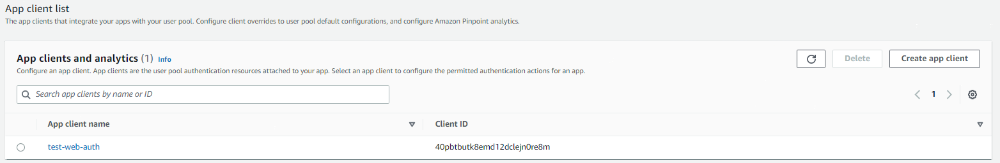 App client list
The app clients that integrate your apps with your user pool. Configure client overrides to user pool default configurations, and configure Amazon Pinpoint analytics.
App clients and analytics (1) Info
Delete
Create app client
Configure an app client. App clients are the user pool authentication resources attached to your app. Select an app client to configure the permitted authentication actions for an app.
Search app clients by name or ID
1
App client name
Client ID
test-web-auth
40pbtbutk8emd12dclejn0re8m